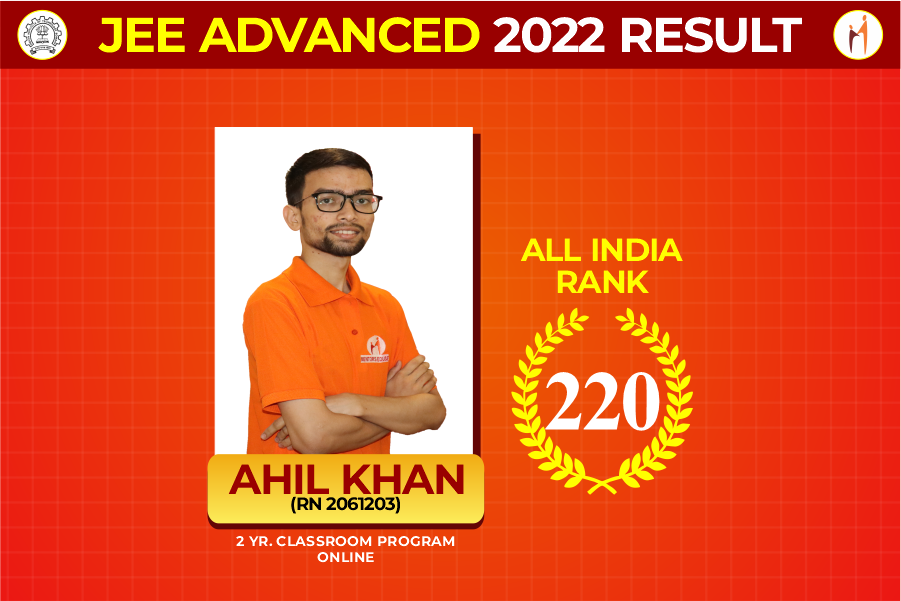 JEE ADVANCED 2022 RESULT
ALL INDIA
RANK
220
AHIL KHAN
(RN 2061203)
2 YR. CLASSROOM PROGRAM
ONLINE